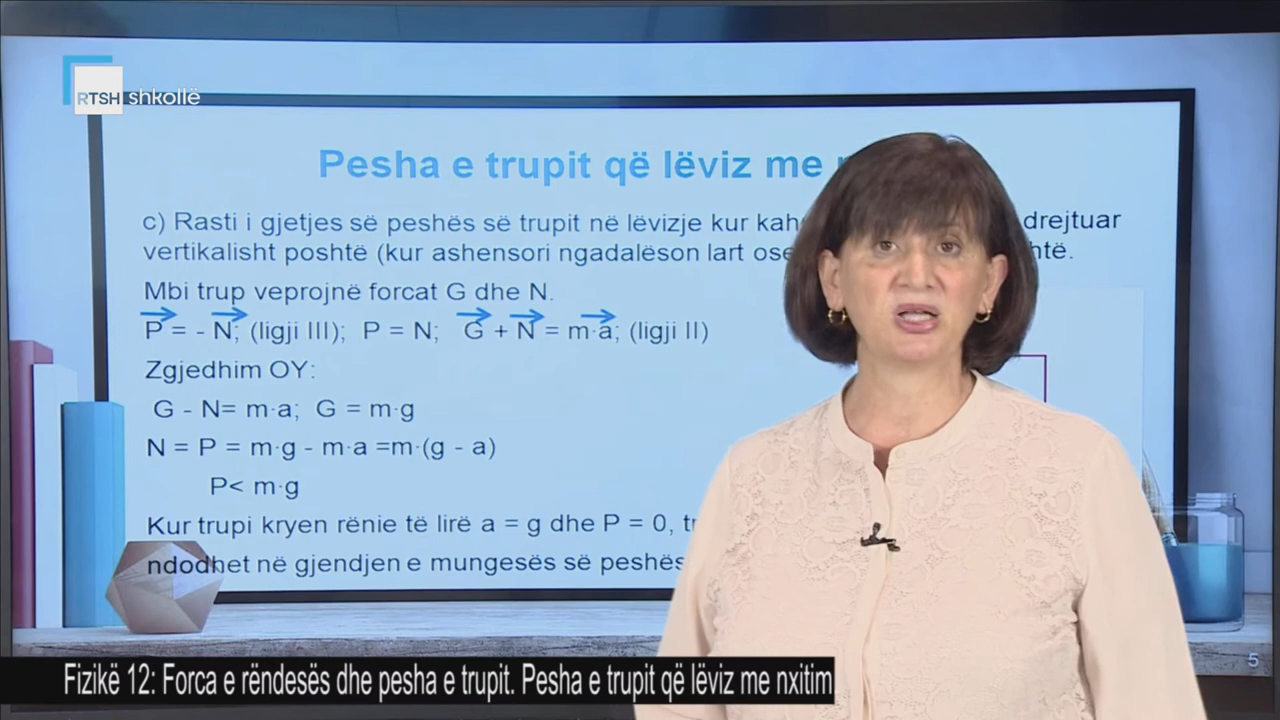 RTSH shkollë
Pesha e trupit që lëviz me
c) Rasti i gjetjes së peshës së trupit në lëvizje kur drejtuar
vertikalisht poshtë (kur ashensori ngadalëson lart ose
Mbi trup veprojnë forcat G dhe N.
P = - N; (ligji III); P = N; G + N = m·a; (ligji II)
Zgjedhim OY:
G - N= m·a; G = m·g
N = P = m·g - m·a =m·(g - a)
P< m·g
Kur trupi kryen rënie të lirë a = g dhe P = 0,
ndodhet në gjendjen e mungesës së peshës
5
Fizikë 12: Forca e rëndesës dhe pesha e trupit. Pesha e trupit që lëviz me nxitim